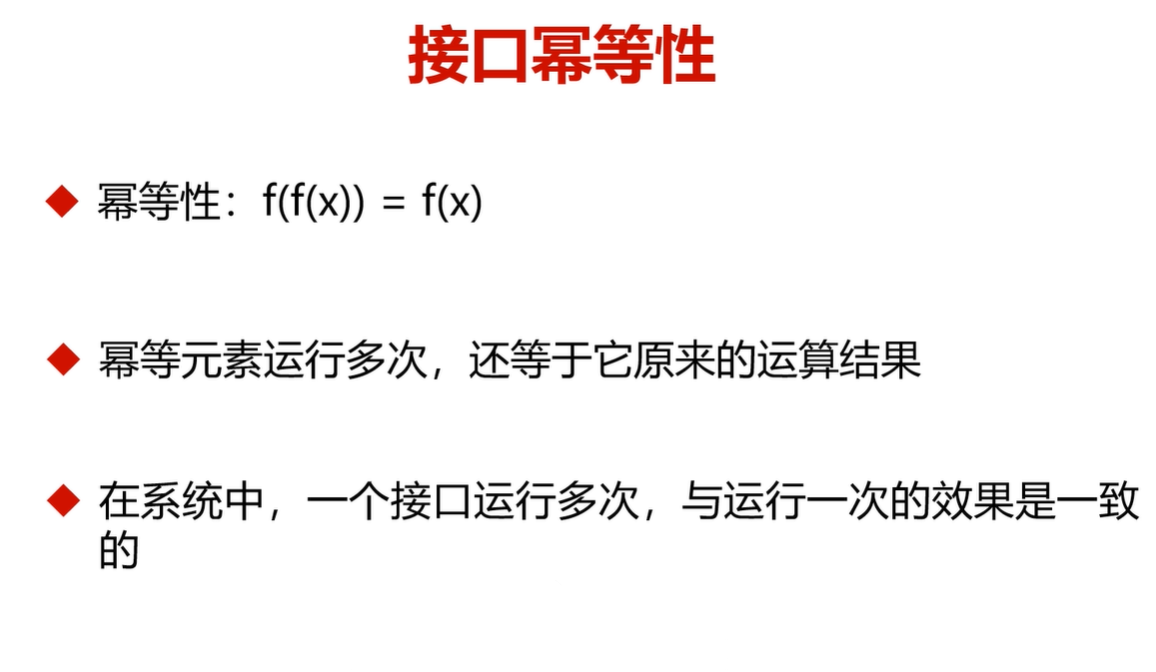 接口幂等性
幂等性：f(f(x)) = f(x)
幂等元素运行多次，还等于它原来的运算结果
在系统中，一个接口运行多次，与运行一次的效果是一致
的